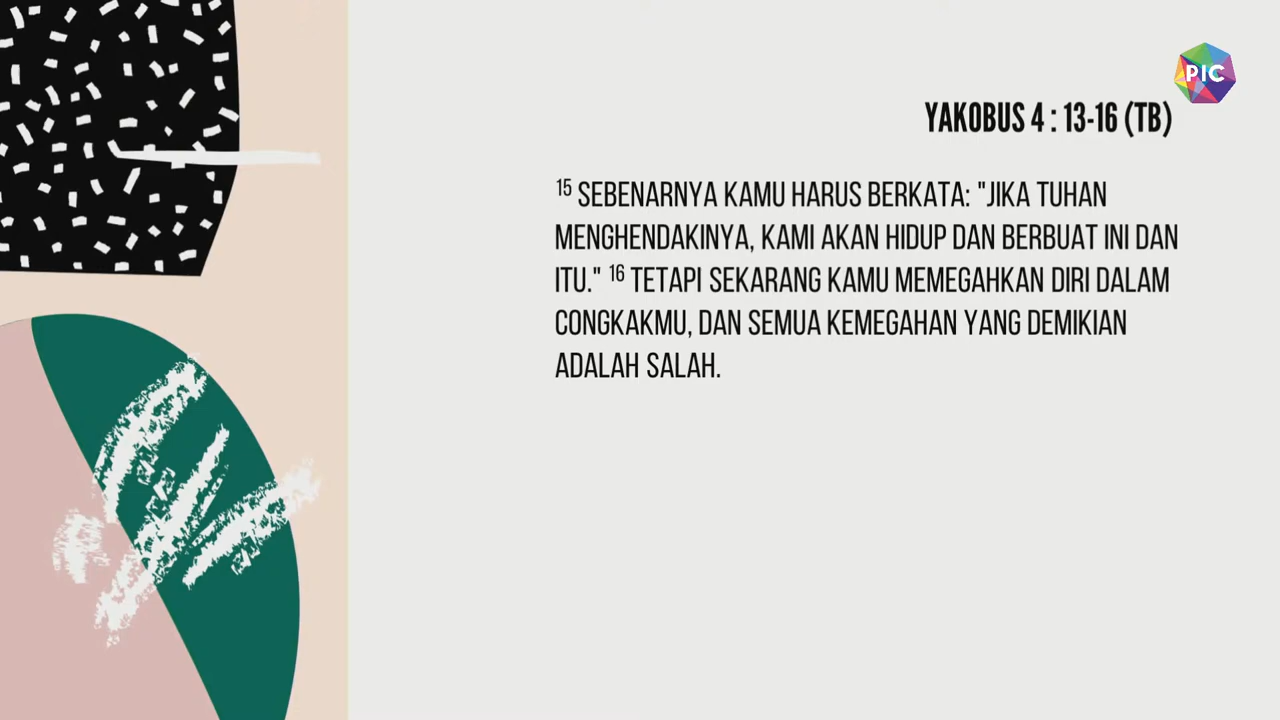 PIC
YAKOBUS 4 : 13-16 (TB)
15 SEBENARNYA KAMU HARUS BERKATA: "JIKA TUHAN
MENGHENDAKINYA, KAMI AKAN HIDUP DAN BERBUAT INI DAN
ITU." 16 TETAPI SEKARANG KAMU MEMEGAHKAN DIRI DALAM
CONGKAKMU, DAN SEMUA KEMEGAHAN YANG DEMIKIAN
ADALAH SALAH.